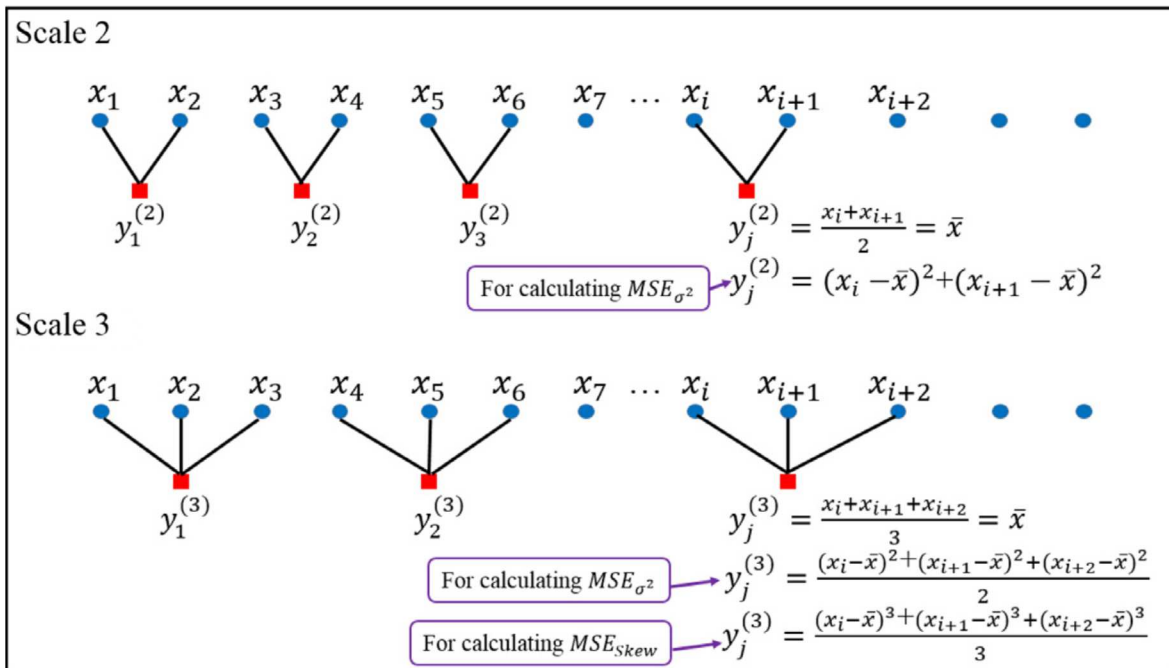 Scale 2
x₁ x₂ x₃ x₄ x₅ x₆ x₇ … xᵢ xᵢ₊₁ xᵢ₊₂
y₁⁽²⁾ y₂⁽²⁾ y₃⁽²⁾ yⱼ⁽²⁾ = (xᵢ+xᵢ₊₁)/2 = x̄
For calculating MSE_σ² yⱼ⁽²⁾ = (xᵢ −x̄)²+(xᵢ₊₁ − x̄)²
Scale 3
x₁ x₂ x₃ x₄ x₅ x₆ x₇ … xᵢ xᵢ₊₁ xᵢ₊₂
y₁⁽³⁾ y₂⁽³⁾ yⱼ⁽³⁾ = (xᵢ+xᵢ₊₁+xᵢ₊₂)/3 = x̄
For calculating MSE_σ² yⱼ⁽³⁾ = ((xᵢ−x̄)²+(xᵢ₊₁−x̄)²+(xᵢ₊₂−x̄)²)/2
For calculating MSE_Skew yⱼ⁽³⁾ = ((xᵢ−x̄)³+(xᵢ₊₁−x̄)³+(xᵢ₊₂−x̄)³)/3